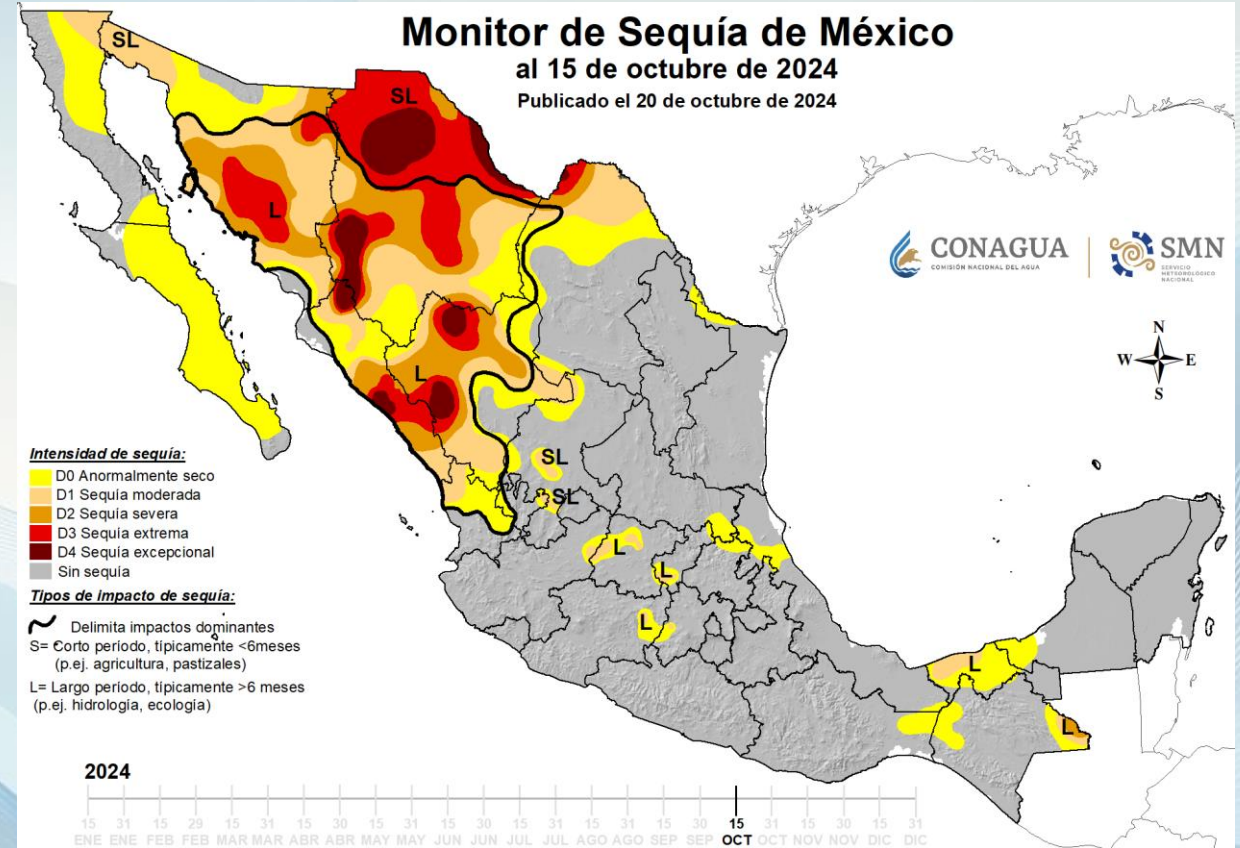 Monitor de Sequía de México
al 15 de octubre de 2024
Publicado el 20 de octubre de 2024
SL
SL
L
L
SL
SL
L
L
L
L
L
CONAGUA
COMISIÓN NACIONAL DEL AGUA
SMN
SERVICIO
METEOROLÓGICO
NACIONAL
N
W E
S
Intensidad de sequía:
D0 Anormalmente seco
D1 Sequía moderada
D2 Sequía severa
D3 Sequía extrema
D4 Sequía excepcional
Sin sequía
Tipos de impacto de sequía:
Delimita impactos dominantes
S= Corto período, típicamente <6meses
(p.ej. agricultura, pastizales)
L= Largo período, típicamente >6 meses
(p.ej. hidrología, ecología)
2024
15 31 15 29 15 31 15 30 15 31 15 30 15 31 15 31 15 30 15 31 15 30 15 31
ENE ENE FEB FEB MAR MAR ABR ABR MAY MAY JUN JUN JUL JUL AGO AGO SEP SEP OCT OCT NOV NOV DIC DIC